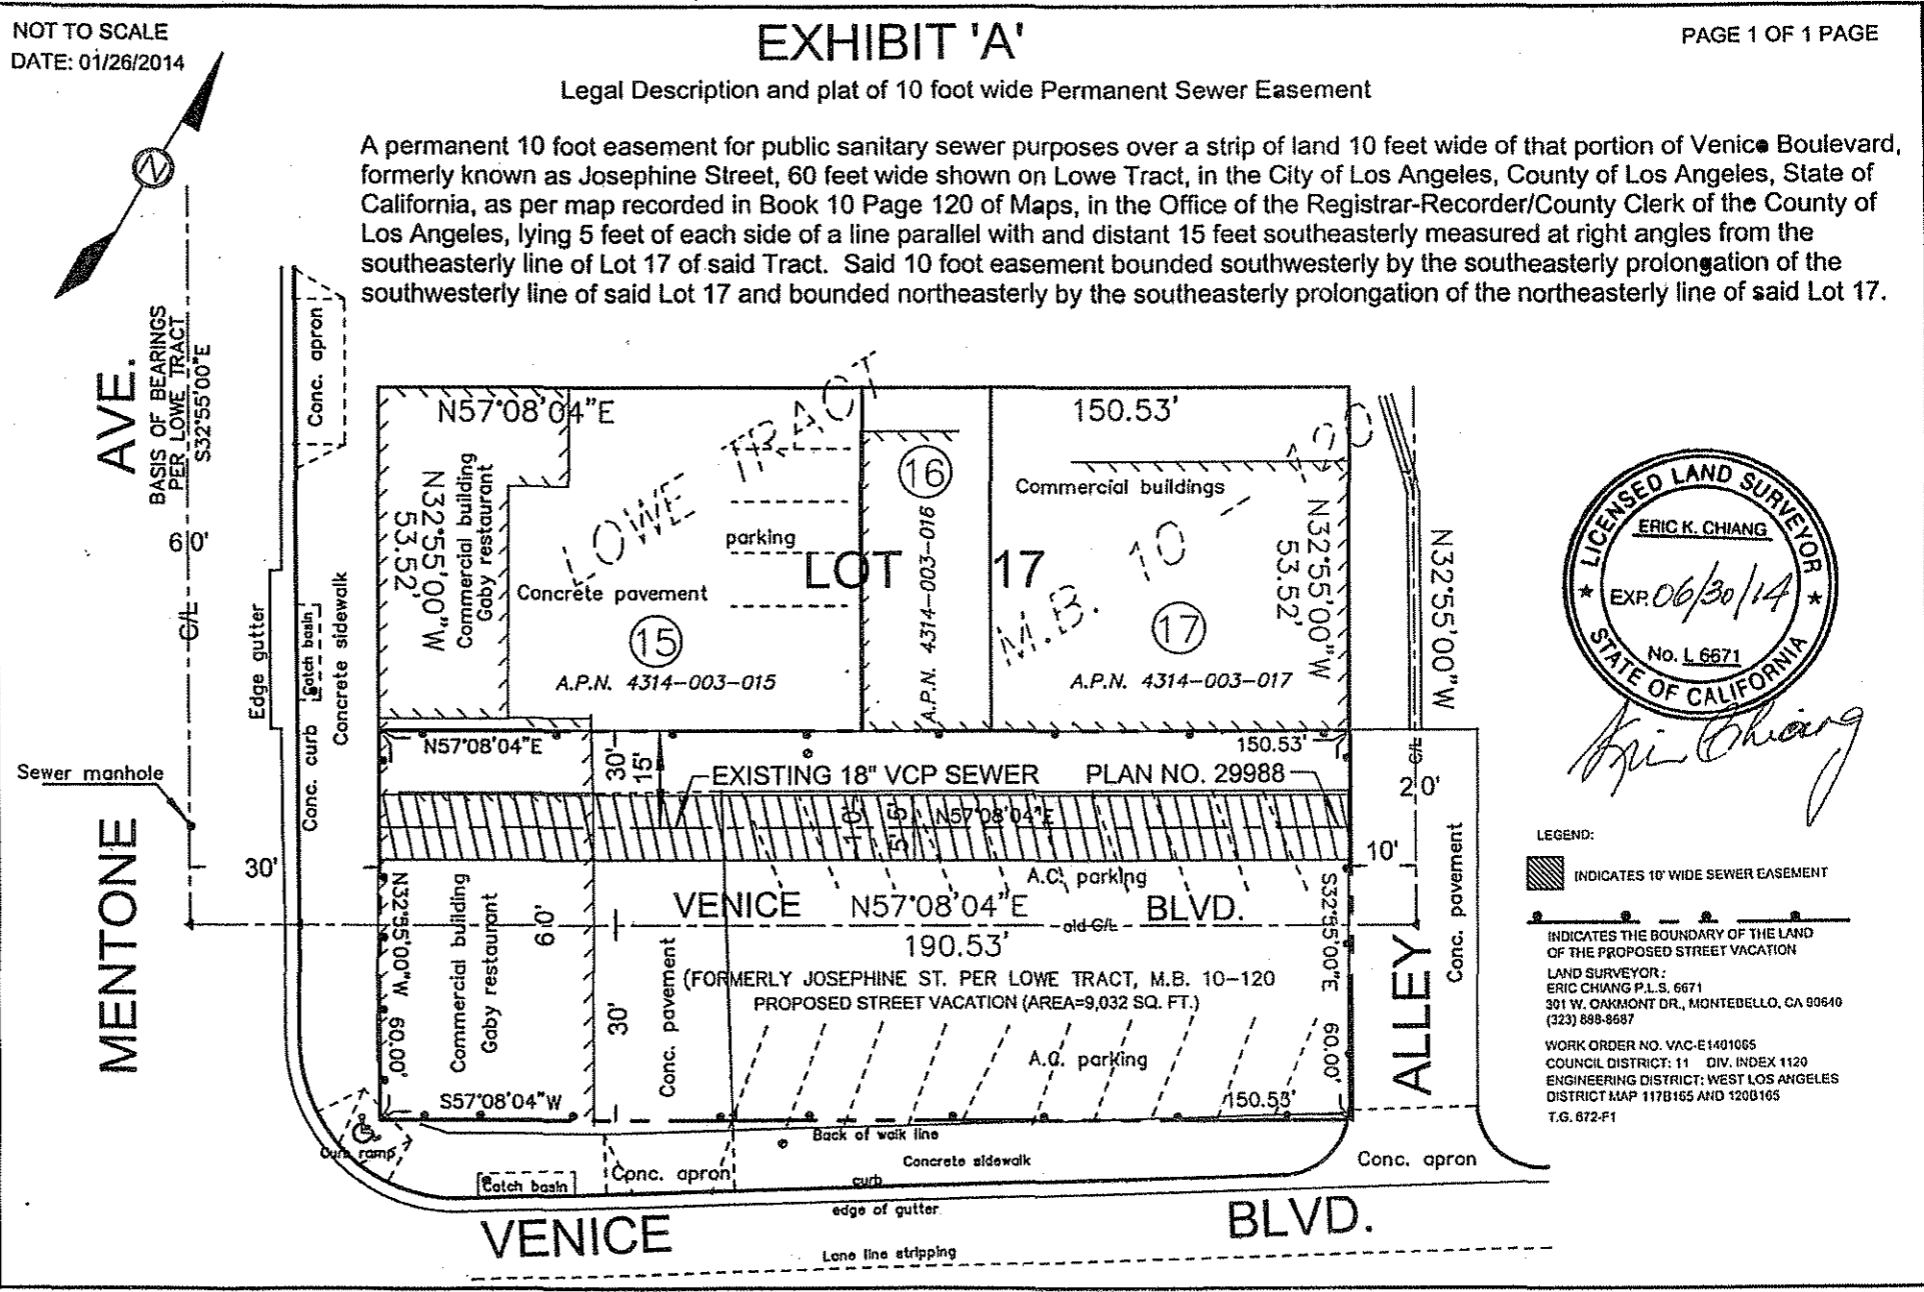 NOT TO SCALE
DATE: 01/26/2014
EXHIBIT 'A'
PAGE 1 OF 1 PAGE
Legal Description and plat of 10 foot wide Permanent Sewer Easement
A permanent 10 foot easement for public sanitary sewer purposes over a strip of land 10 feet wide of that portion of Venice Boulevard,
formerly known as Josephine Street, 60 feet wide shown on Lowe Tract, in the City of Los Angeles, County of Los Angeles, State of
California, as per map recorded in Book 10 Page 120 of Maps, in the Office of the Registrar-Recorder/County Clerk of the County of
Los Angeles, lying 5 feet of each side of a line parallel with and distant 15 feet southeasterly measured at right angles from the
southeasterly line of Lot 17 of said Tract. Said 10 foot easement bounded southwesterly by the southeasterly prolongation of the
southwesterly line of said Lot 17 and bounded northeasterly by the southeasterly prolongation of the northeasterly line of said Lot 17.
N
MENTONE AVE.
BASIS OF BEARINGS
PER LOWE TRACT
S32°55'00"E
60'
C/L
Sewer manhole
30'
Edge gutter
Conc. curb
Catch basin
Concrete sidewalk
Conc. apron
N57°08'04"E
150.53'
LOWE TRACT
M.B. 10 - 120
N32°55'00"W
53.52'
Commercial building
Gaby restaurant
parking
Concrete pavement
15
A.P.N. 4314-003-015
16
A.P.N. 4314-003-016
LOT 17
Commercial buildings
17
A.P.N. 4314-003-017
N32°55'00"W
53.52'
N32°55'00"W
N57°08'04"E
30'
15'
150.53'
EXISTING 18" VCP SEWER
PLAN NO. 29988
C/L
20'
10'
5' 5'
N57°08'04"E
10'
A.C. parking
VENICE N57°08'04"E BLVD.
old C/L
190.53'
(FORMERLY JOSEPHINE ST. PER LOWE TRACT, M.B. 10-120
PROPOSED STREET VACATION (AREA=9,032 SQ. FT.)
N32°55'00"W 60.00'
Commercial building
Gaby restaurant
60'
30'
Conc. pavement
A.C. parking
S32°55'00"E 60.00'
ALLEY
Conc. pavement
S57°08'04"W
150.53'
Curb ramp
Back of walk line
Concrete sidewalk
Catch basin
Conc. apron
curb
edge of gutter
Conc. apron
VENICE BLVD.
Lane line stripping
LICENSED LAND SURVEYOR
ERIC K. CHIANG
EXP. 06/30/14
No. L 6671
STATE OF CALIFORNIA
Eric Chiang
LEGEND:
INDICATES 10' WIDE SEWER EASEMENT
INDICATES THE BOUNDARY OF THE LAND
OF THE PROPOSED STREET VACATION
LAND SURVEYOR:
ERIC CHIANG P.L.S. 6671
301 W. OAKMONT DR., MONTEBELLO, CA 90640
(323) 888-8687
WORK ORDER NO. VAC-E1401065
COUNCIL DISTRICT: 11 DIV. INDEX 1120
ENGINEERING DISTRICT: WEST LOS ANGELES
DISTRICT MAP 117B165 AND 120B165
T.G. 672-F1